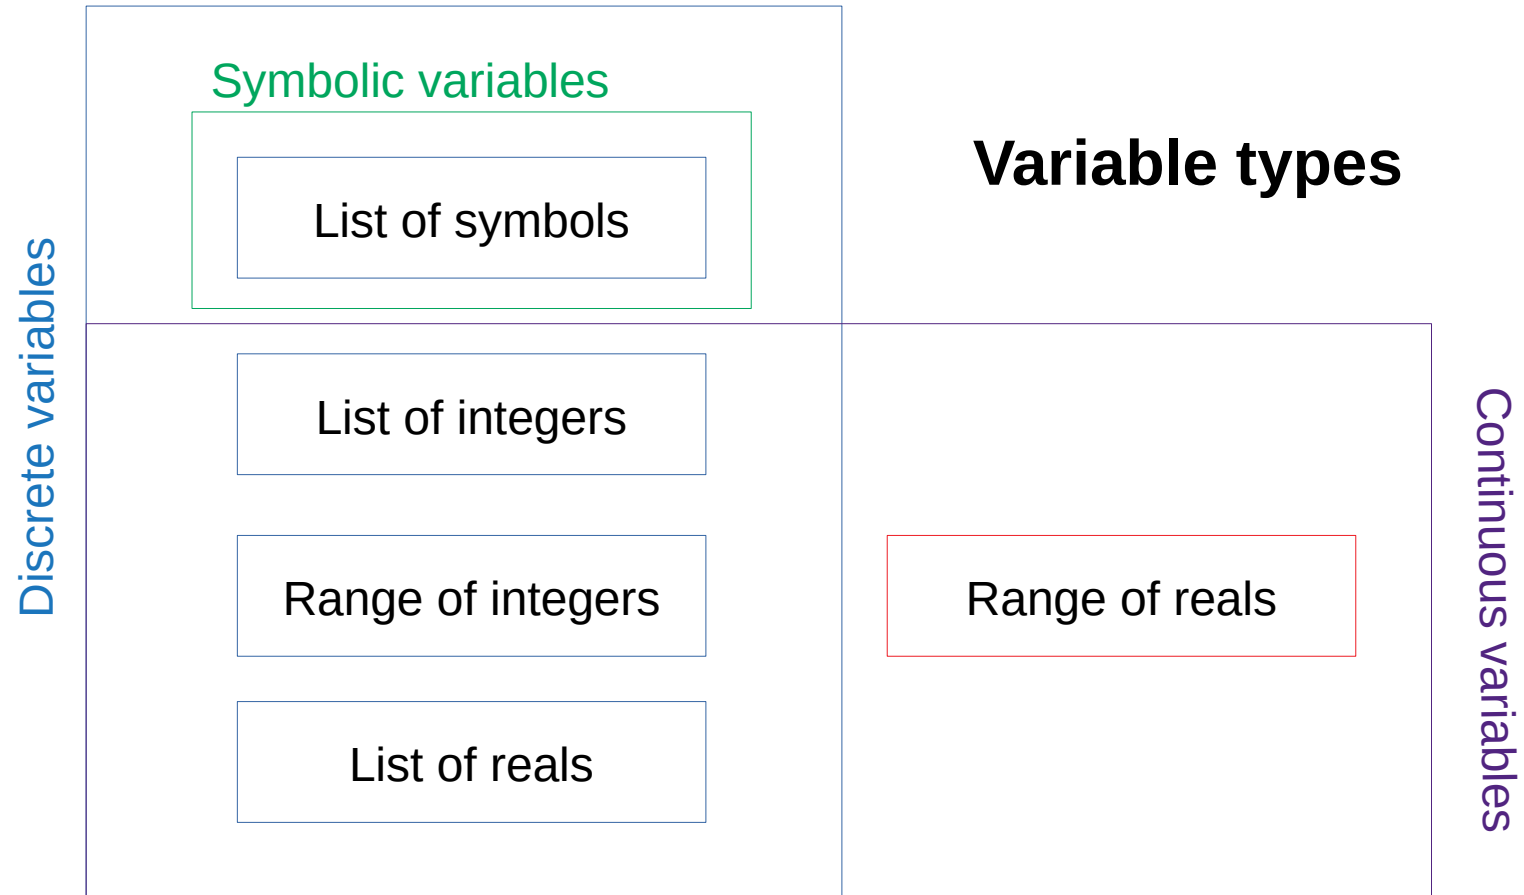 Variable types
Discrete variables
Symbolic variables
List of symbols
List of integers
Range of integers
List of reals
Range of reals
Continuous variables